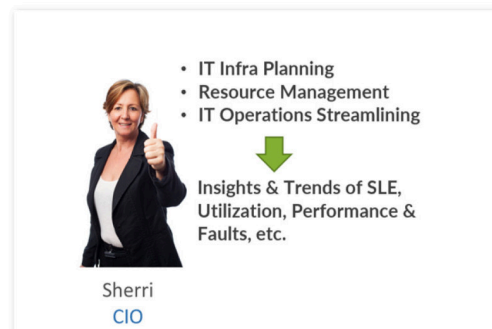 • IT Infra Planning
• Resource Management
• IT Operations Streamlining
Insights & Trends of SLE,
Utilization, Performance &
Faults, etc.
Sherri
CIO